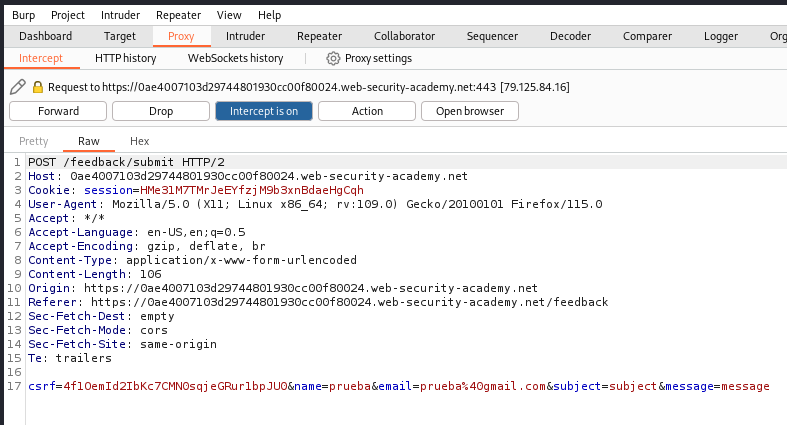 Burp Project Intruder Repeater View Help
Dashboard Target Proxy Intruder Repeater Collaborator Sequencer Decoder Comparer Logger Org
Intercept HTTP history WebSockets history Proxy settings
Request to https://0ae4007103d29744801930cc00f80024.web-security-academy.net:443 [79.125.84.16]
Forward Drop Intercept is on Action Open browser
Pretty Raw Hex
1 POST /feedback/submit HTTP/2
2 Host: 0ae4007103d29744801930cc00f80024.web-security-academy.net
3 Cookie: session=HMe31M7TMrJeEYfzjM9b3xnBdaeHgCqh
4 User-Agent: Mozilla/5.0 (X11; Linux x86_64; rv:109.0) Gecko/20100101 Firefox/115.0
5 Accept: */*
6 Accept-Language: en-US,en;q=0.5
7 Accept-Encoding: gzip, deflate, br
8 Content-Type: application/x-www-form-urlencoded
9 Content-Length: 106
10 Origin: https://0ae4007103d29744801930cc00f80024.web-security-academy.net
11 Referer: https://0ae4007103d29744801930cc00f80024.web-security-academy.net/feedback
12 Sec-Fetch-Dest: empty
13 Sec-Fetch-Mode: cors
14 Sec-Fetch-Site: same-origin
15 Te: trailers
16
17 csrf=4flOemId2IbKc7CMN0sqjeGRurlbpJU0&name=prueba&email=prueba%40gmail.com&subject=subject&message=message